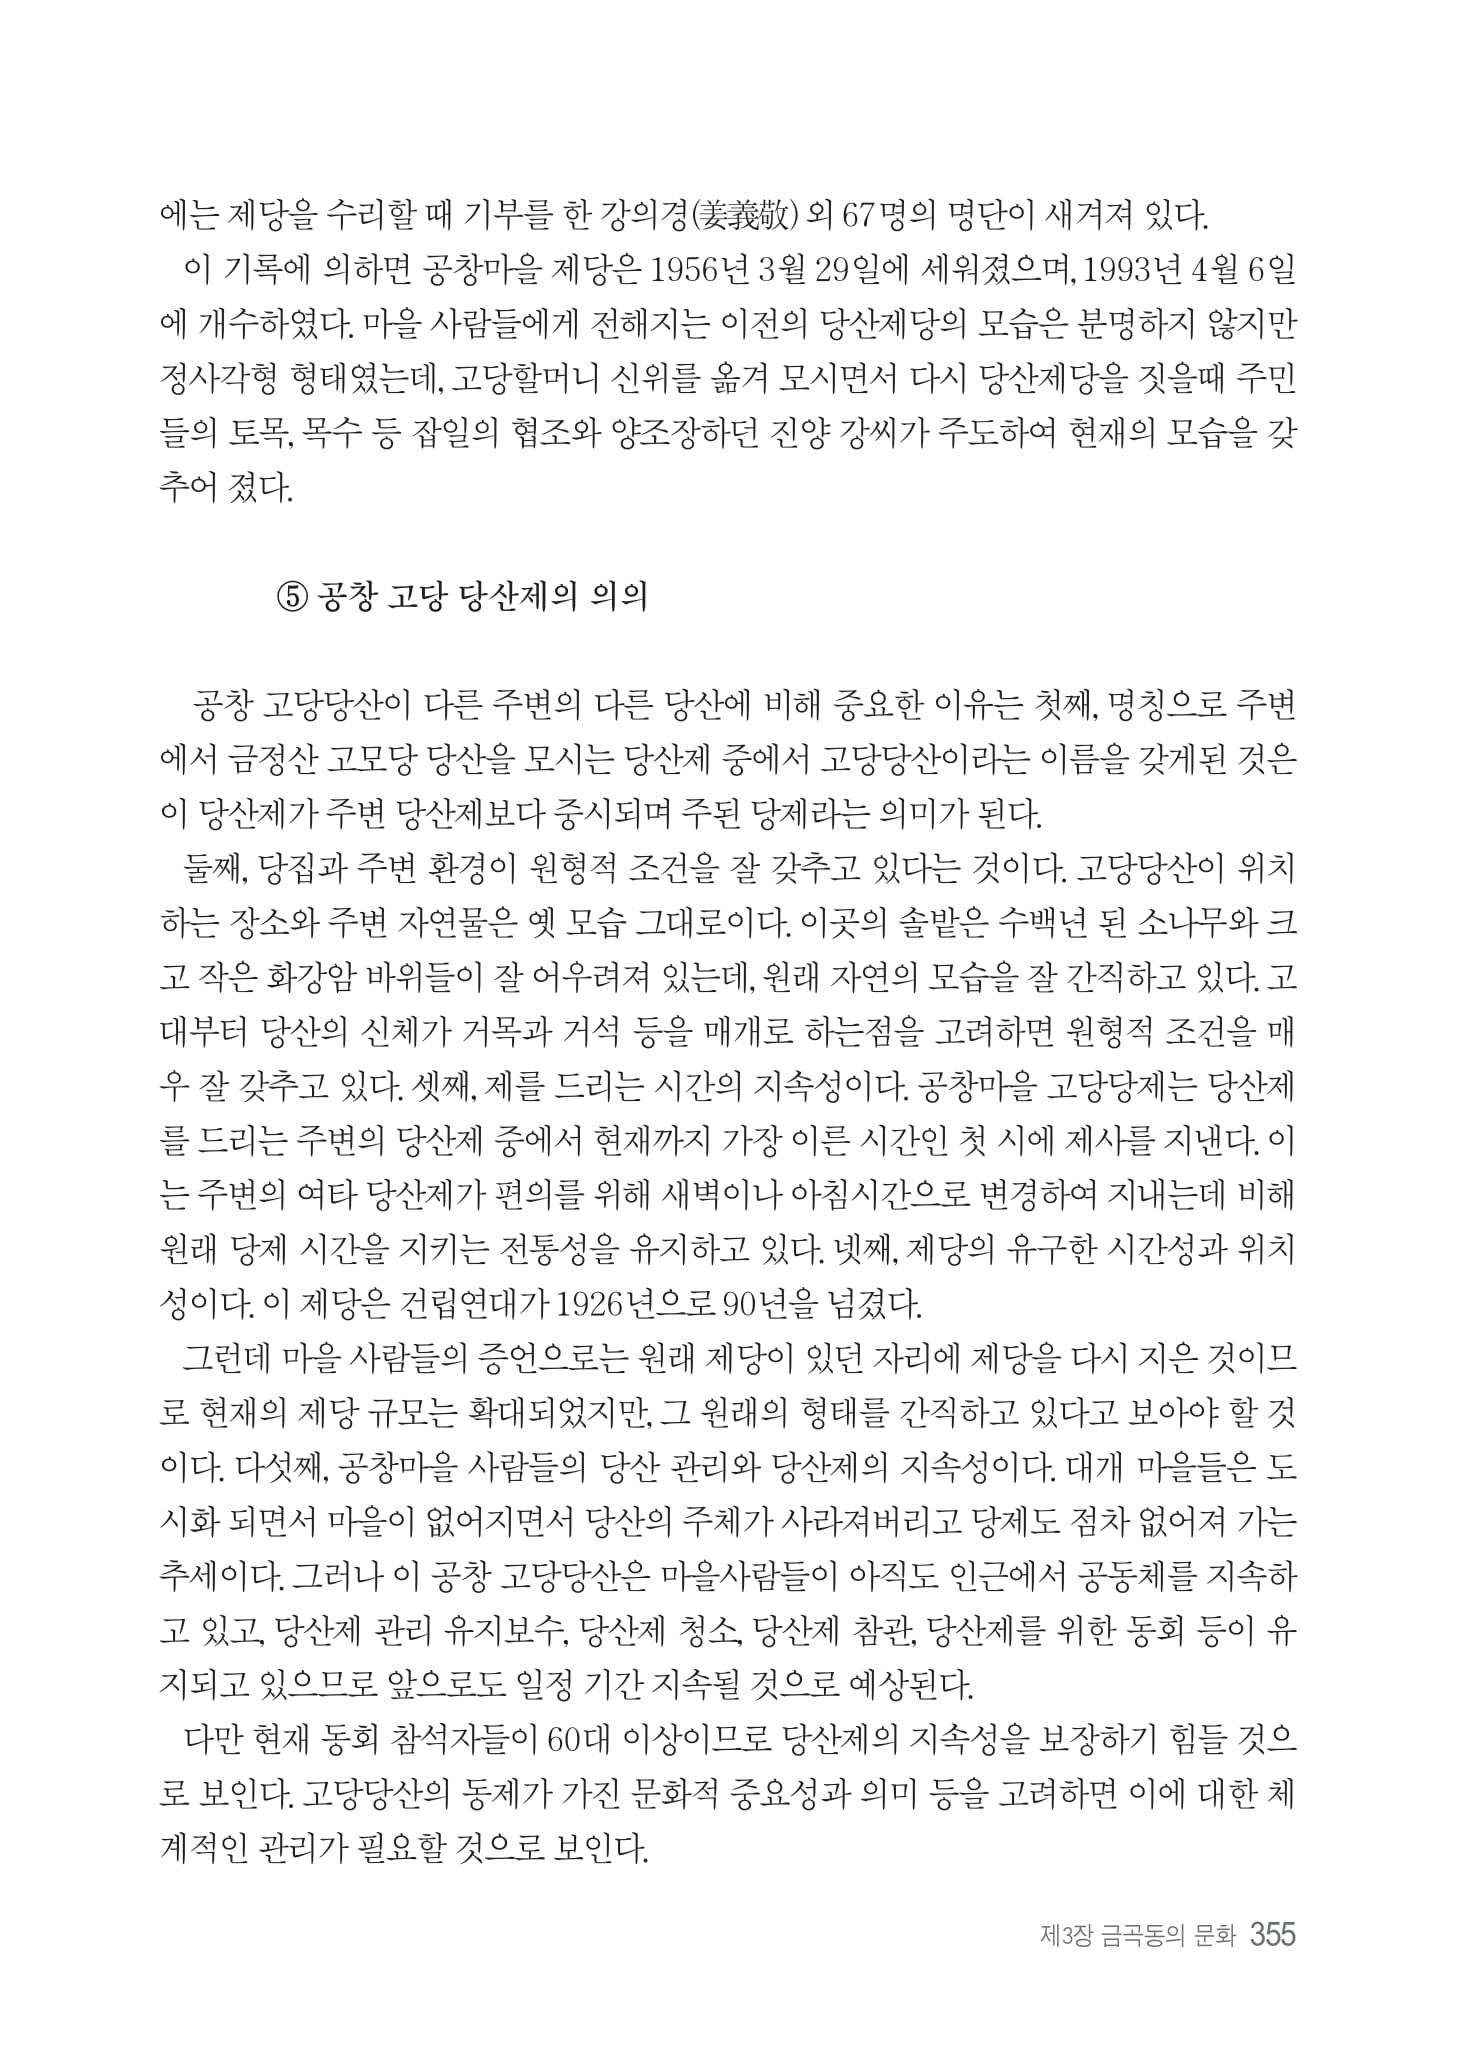 에는 제당을 수리할 때 기부를 한 강의경(姜義敬) 외 67명의 명단이 새겨져 있다.
이 기록에 의하면 공창마을 제당은 1956년 3월 29일에 세워졌으며, 1993년 4월 6일
에 개수하였다. 마을 사람들에게 전해지는 이전의 당산제당의 모습은 분명하지 않지만
정사각형 형태였는데, 고당할머니 신위를 옮겨 모시면서 다시 당산제당을 짓을때 주민
들의 토목, 목수 등 잡일의 협조와 양조장하던 진양 강씨가 주도하여 현재의 모습을 갖
추어 졌다.
⑤ 공창 고당 당산제의 의의
공창 고당당산이 다른 주변의 다른 당산에 비해 중요한 이유는 첫째, 명칭으로 주변
에서 금정산 고모당 당산을 모시는 당산제 중에서 고당당산이라는 이름을 갖게된 것은
이 당산제가 주변 당산제보다 중시되며 주된 당제라는 의미가 된다.
둘째, 당집과 주변 환경이 원형적 조건을 잘 갖추고 있다는 것이다. 고당당산이 위치
하는 장소와 주변 자연물은 옛 모습 그대로이다. 이곳의 솔밭은 수백년 된 소나무와 크
고 작은 화강암 바위들이 잘 어우려져 있는데, 원래 자연의 모습을 잘 간직하고 있다. 고
대부터 당산의 신체가 거목과 거석 등을 매개로 하는점을 고려하면 원형적 조건을 매
우 잘 갖추고 있다. 셋째, 제를 드리는 시간의 지속성이다. 공창마을 고당당제는 당산제
를 드리는 주변의 당산제 중에서 현재까지 가장 이른 시간인 첫 시에 제사를 지낸다. 이
는 주변의 여타 당산제가 편의를 위해 새벽이나 아침시간으로 변경하여 지내는데 비해
원래 당제 시간을 지키는 전통성을 유지하고 있다. 넷째, 제당의 유구한 시간성과 위치
성이다. 이 제당은 건립연대가 1926년으로 90년을 넘겼다.
그런데 마을 사람들의 증언으로는 원래 제당이 있던 자리에 제당을 다시 지은 것이므
로 현재의 제당 규모는 확대되었지만, 그 원래의 형태를 간직하고 있다고 보아야 할 것
이다. 다섯째, 공창마을 사람들의 당산 관리와 당산제의 지속성이다. 대개 마을들은 도
시화 되면서 마을이 없어지면서 당산의 주체가 사라져버리고 당제도 점차 없어져 가는
추세이다. 그러나 이 공창 고당당산은 마을사람들이 아직도 인근에서 공동체를 지속하
고 있고, 당산제 관리 유지보수, 당산제 청소, 당산제 참관, 당산제를 위한 동회 등이 유
지되고 있으므로 앞으로도 일정 기간 지속될 것으로 예상된다.
다만 현재 동회 참석자들이 60대 이상이므로 당산제의 지속성을 보장하기 힘들 것으
로 보인다. 고당당산의 동제가 가진 문화적 중요성과 의미 등을 고려하면 이에 대한 체
계적인 관리가 필요할 것으로 보인다.
제3장 금곡동의 문화 355